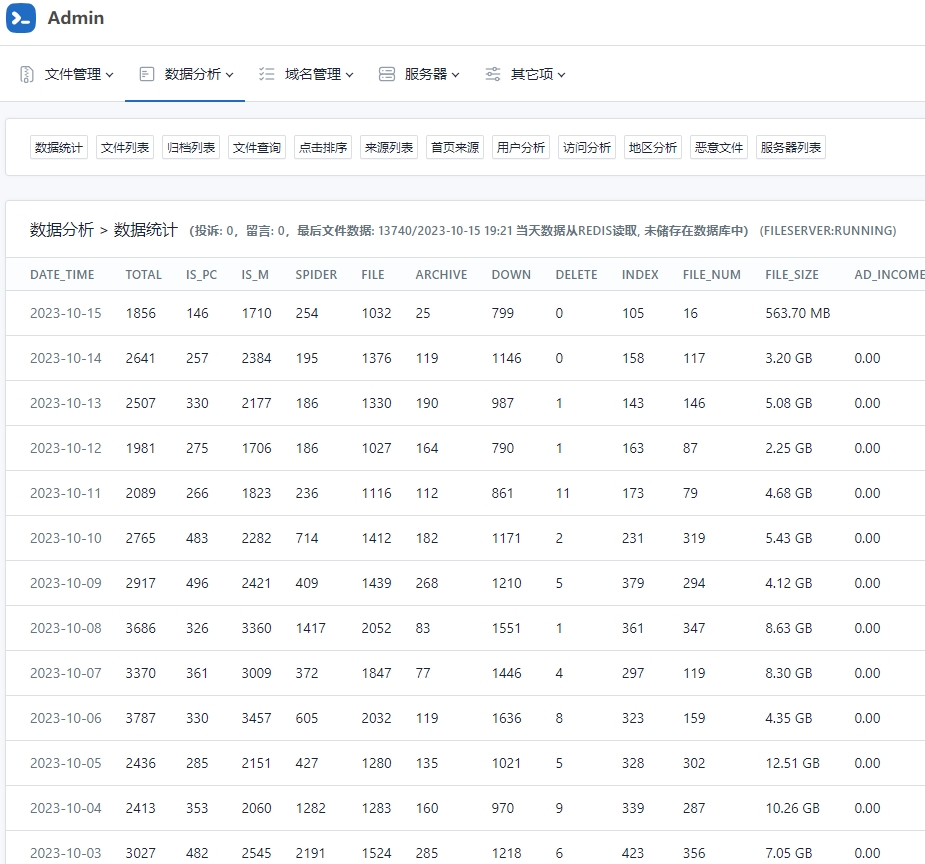 Admin
文件管理 数据分析 域名管理 服务器 其它项
数据统计 文件列表 归档列表 文件查询 点击排序 来源列表 首页来源 用户分析 访问分析 地区分析 恶意文件 服务器列表
数据分析 > 数据统计 (投诉: 0, 留言: 0, 最后文件数据: 13740/2023-10-15 19:21 当天数据从REDIS读取, 未储存在数据库中) (FILESERVER:RUNNING)
DATE_TIME TOTAL IS_PC IS_M SPIDER FILE ARCHIVE DOWN DELETE INDEX FILE_NUM FILE_SIZE AD_INCOME
2023-10-15 1856 146 1710 254 1032 25 799 0 105 16 563.70 MB
2023-10-14 2641 257 2384 195 1376 119 1146 0 158 117 3.20 GB 0.00
2023-10-13 2507 330 2177 186 1330 190 987 1 143 146 5.08 GB 0.00
2023-10-12 1981 275 1706 186 1027 164 790 1 163 87 2.25 GB 0.00
2023-10-11 2089 266 1823 236 1116 112 861 11 173 79 4.68 GB 0.00
2023-10-10 2765 483 2282 714 1412 182 1171 2 231 319 5.43 GB 0.00
2023-10-09 2917 496 2421 409 1439 268 1210 5 379 294 4.12 GB 0.00
2023-10-08 3686 326 3360 1417 2052 83 1551 1 361 347 8.63 GB 0.00
2023-10-07 3370 361 3009 372 1847 77 1446 4 297 119 8.30 GB 0.00
2023-10-06 3787 330 3457 605 2032 119 1636 8 323 159 4.35 GB 0.00
2023-10-05 2436 285 2151 427 1280 135 1021 5 328 302 12.51 GB 0.00
2023-10-04 2413 353 2060 1282 1283 160 970 9 339 287 10.26 GB 0.00
2023-10-03 3027 482 2545 2191 1524 285 1218 6 423 356 7.05 GB 0.00